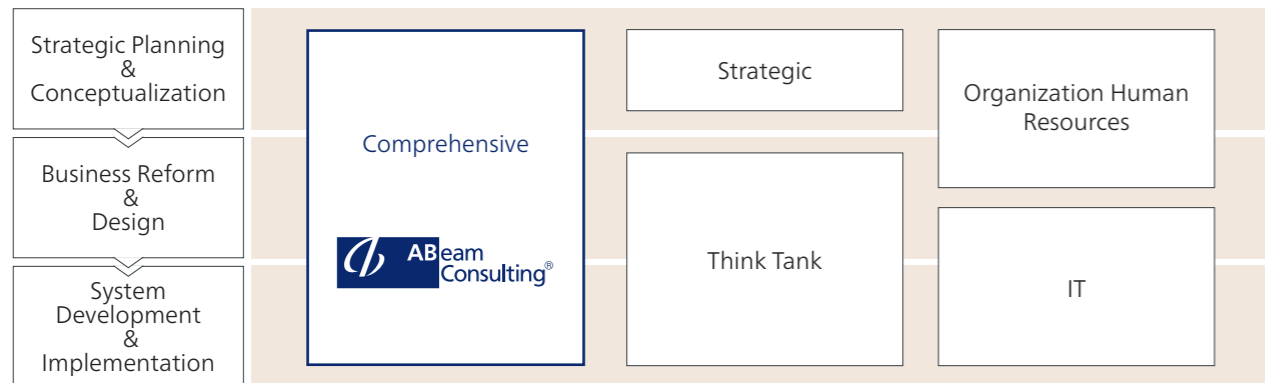 Strategic Planning
&
Conceptualization
Business Reform
&
Design
System
Development
&
Implementation
Comprehensive
ABeam
Consulting®
Strategic
Think Tank
Organization Human
Resources
IT